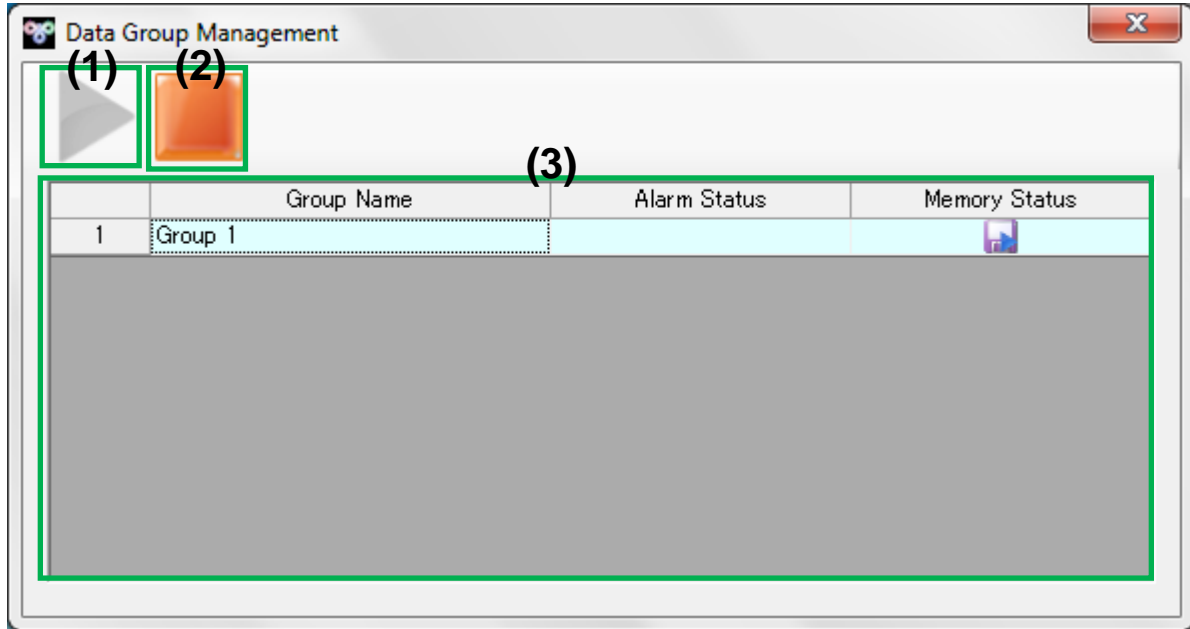 Data Group Management
(1) (2)
(3)
Group Name Alarm Status Memory Status
1 Group 1